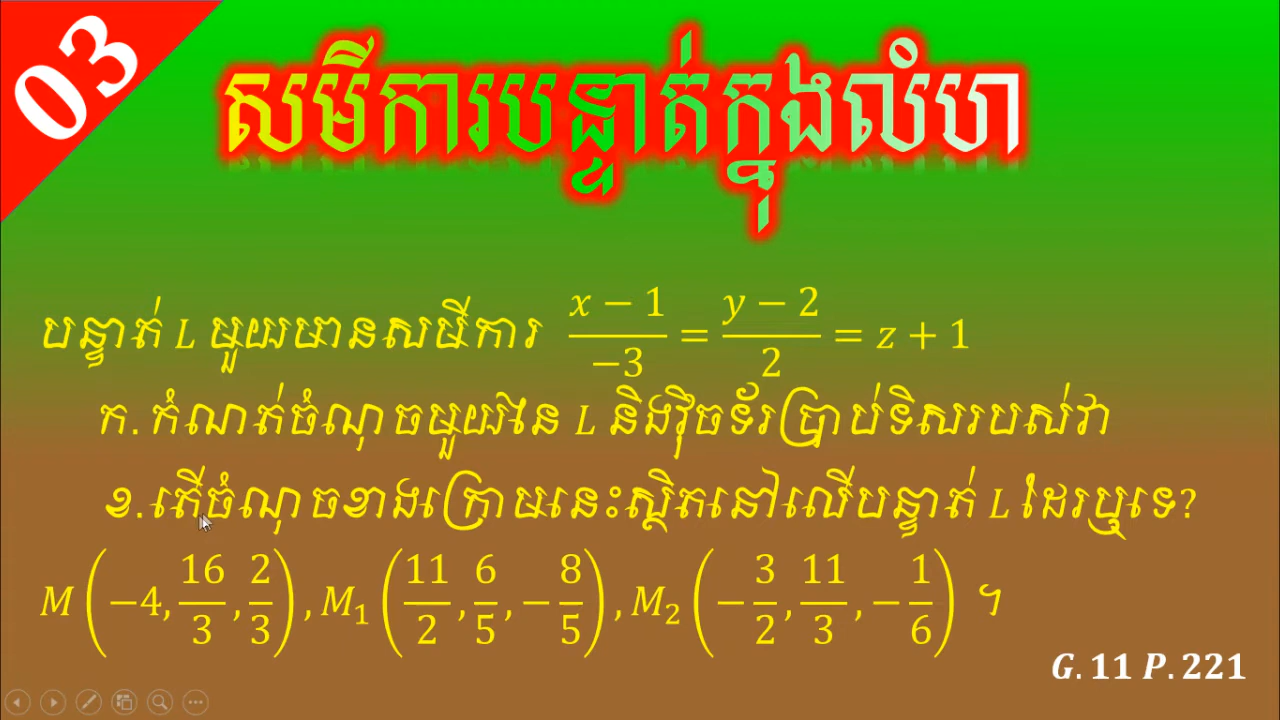 03
សមីការបន្ទាត់ក្នុងលំហ
បន្ទាត់ L មួយមានសមីការ (x − 1)/(−3) = (y − 2)/2 = z + 1
ក. កំណត់ចំណុចមួយនៃ L និងវ៉ិចទ័រប្រាប់ទិសរបស់វា
ខ.តើចំណុចខាងក្រោមនេះស្ថិតនៅលើបន្ទាត់ L ដែរឬទេ?
M(−4, 16/3, 2/3), M₁(11/2, 6/5, −8/5), M₂(−3/2, 11/3, −1/6) ។
G. 11 P. 221